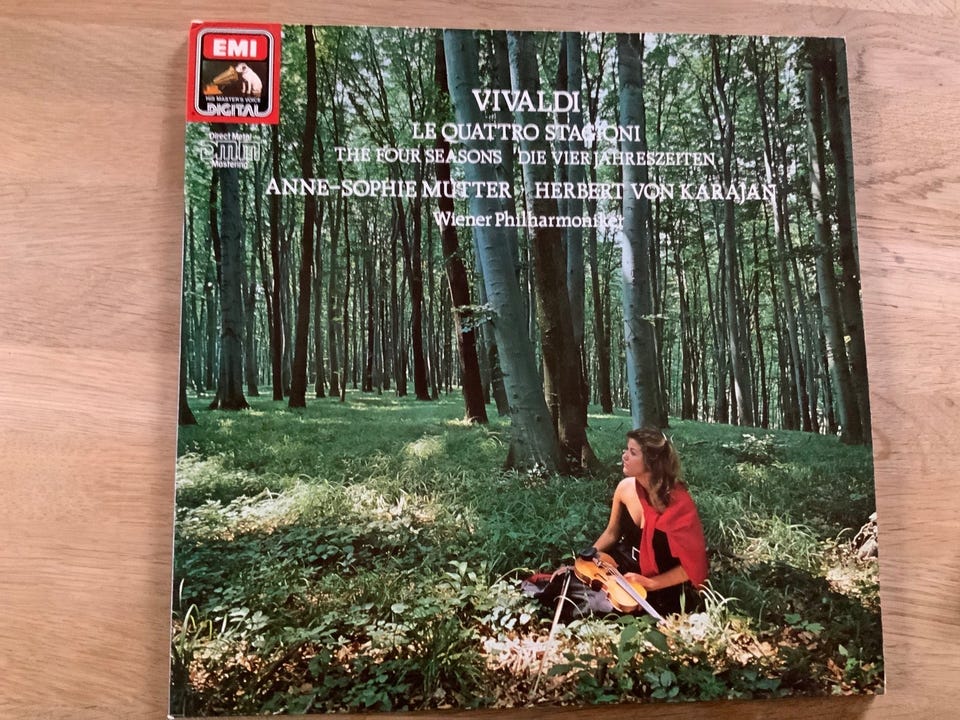 EMI
HIS MASTER'S VOICE
DIGITAL
Direct Metal
DMM
Mastering
VIVALDI
LE QUATTRO STAGIONI
THE FOUR SEASONS DIE VIER JAHRESZEITEN
ANNE-SOPHIE MUTTER · HERBERT VON KARAJAN
Wiener Philharmoniker